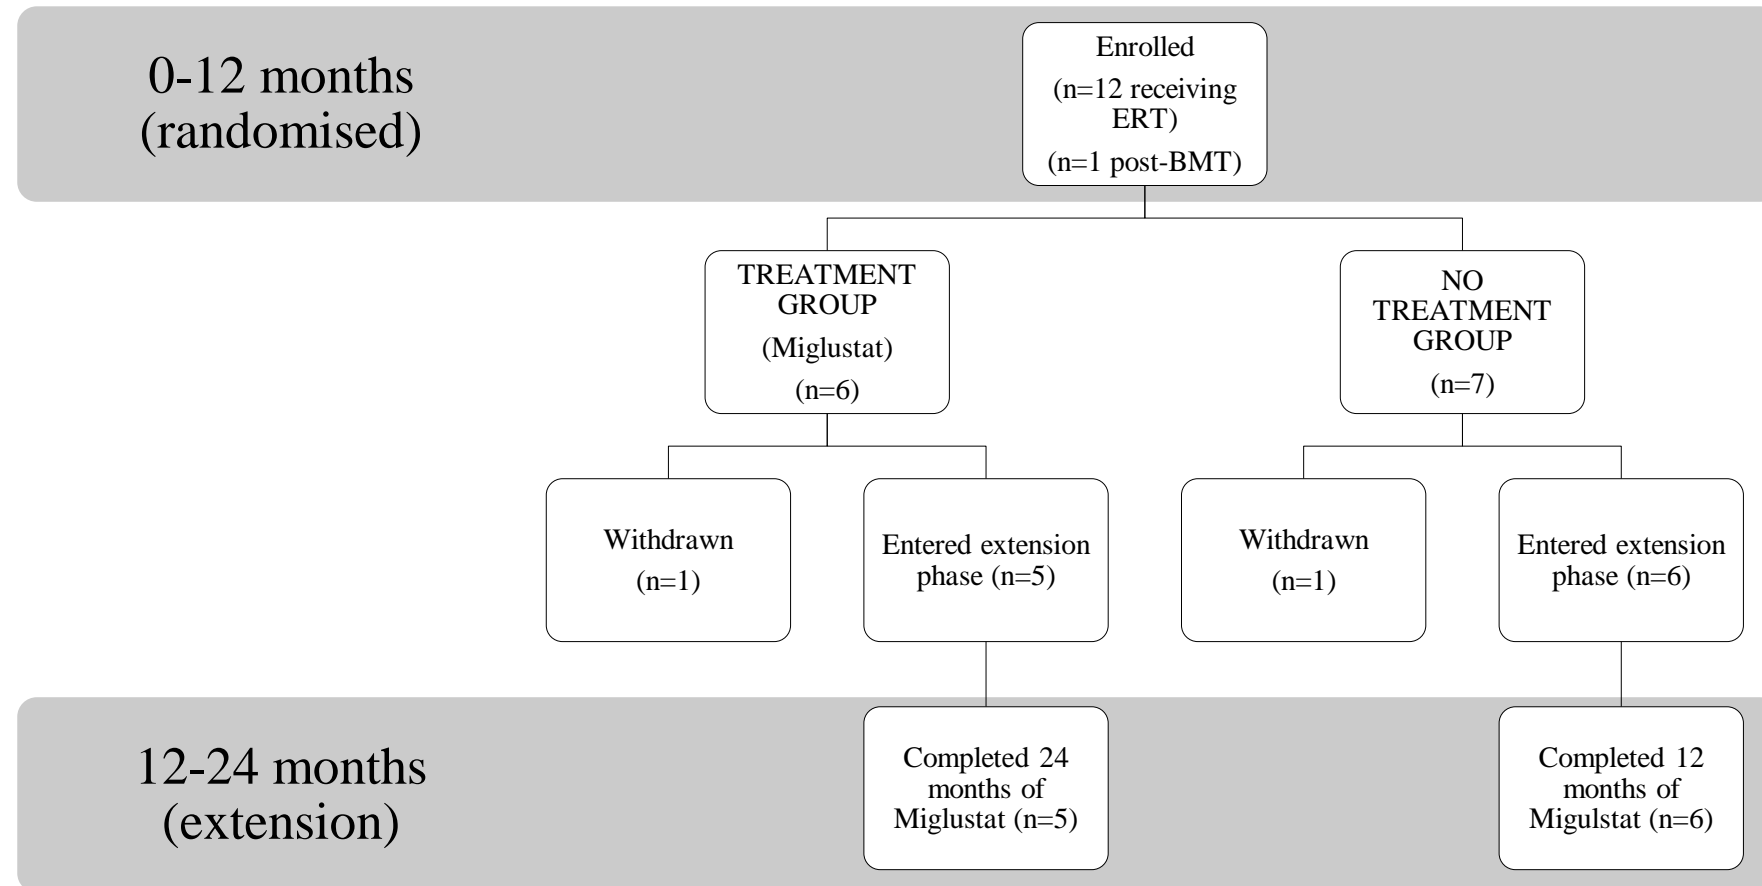 0-12 months
(randomised)
Enrolled
(n=12 receiving
ERT)
(n=1 post-BMT)
TREATMENT
GROUP
(Miglustat)
(n=6)
NO
TREATMENT
GROUP
(n=7)
Withdrawn
(n=1)
Entered extension
phase (n=5)
Withdrawn
(n=1)
Entered extension
phase (n=6)
12-24 months
(extension)
Completed 24
months of
Miglustat (n=5)
Completed 12
months of
Migulstat (n=6)